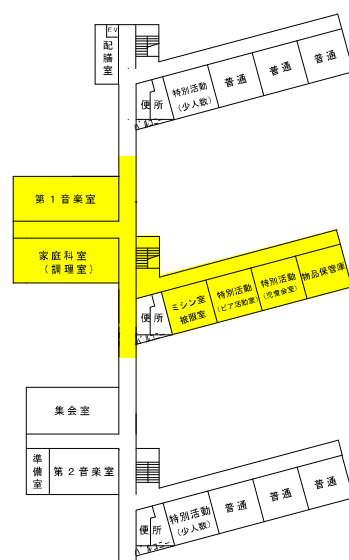 EV
配膳室
便所
特別活動
(少人数)
普通
普通
普通
第1音楽室
家庭科室
(調理室)
便所
ミシン室
被服室
特別活動
(ピア活動室)
特別活動
(児童会室)
物品保管庫
集会室
準備室
第2音楽室
便所
特別活動
(少人数)
普通
普通
普通